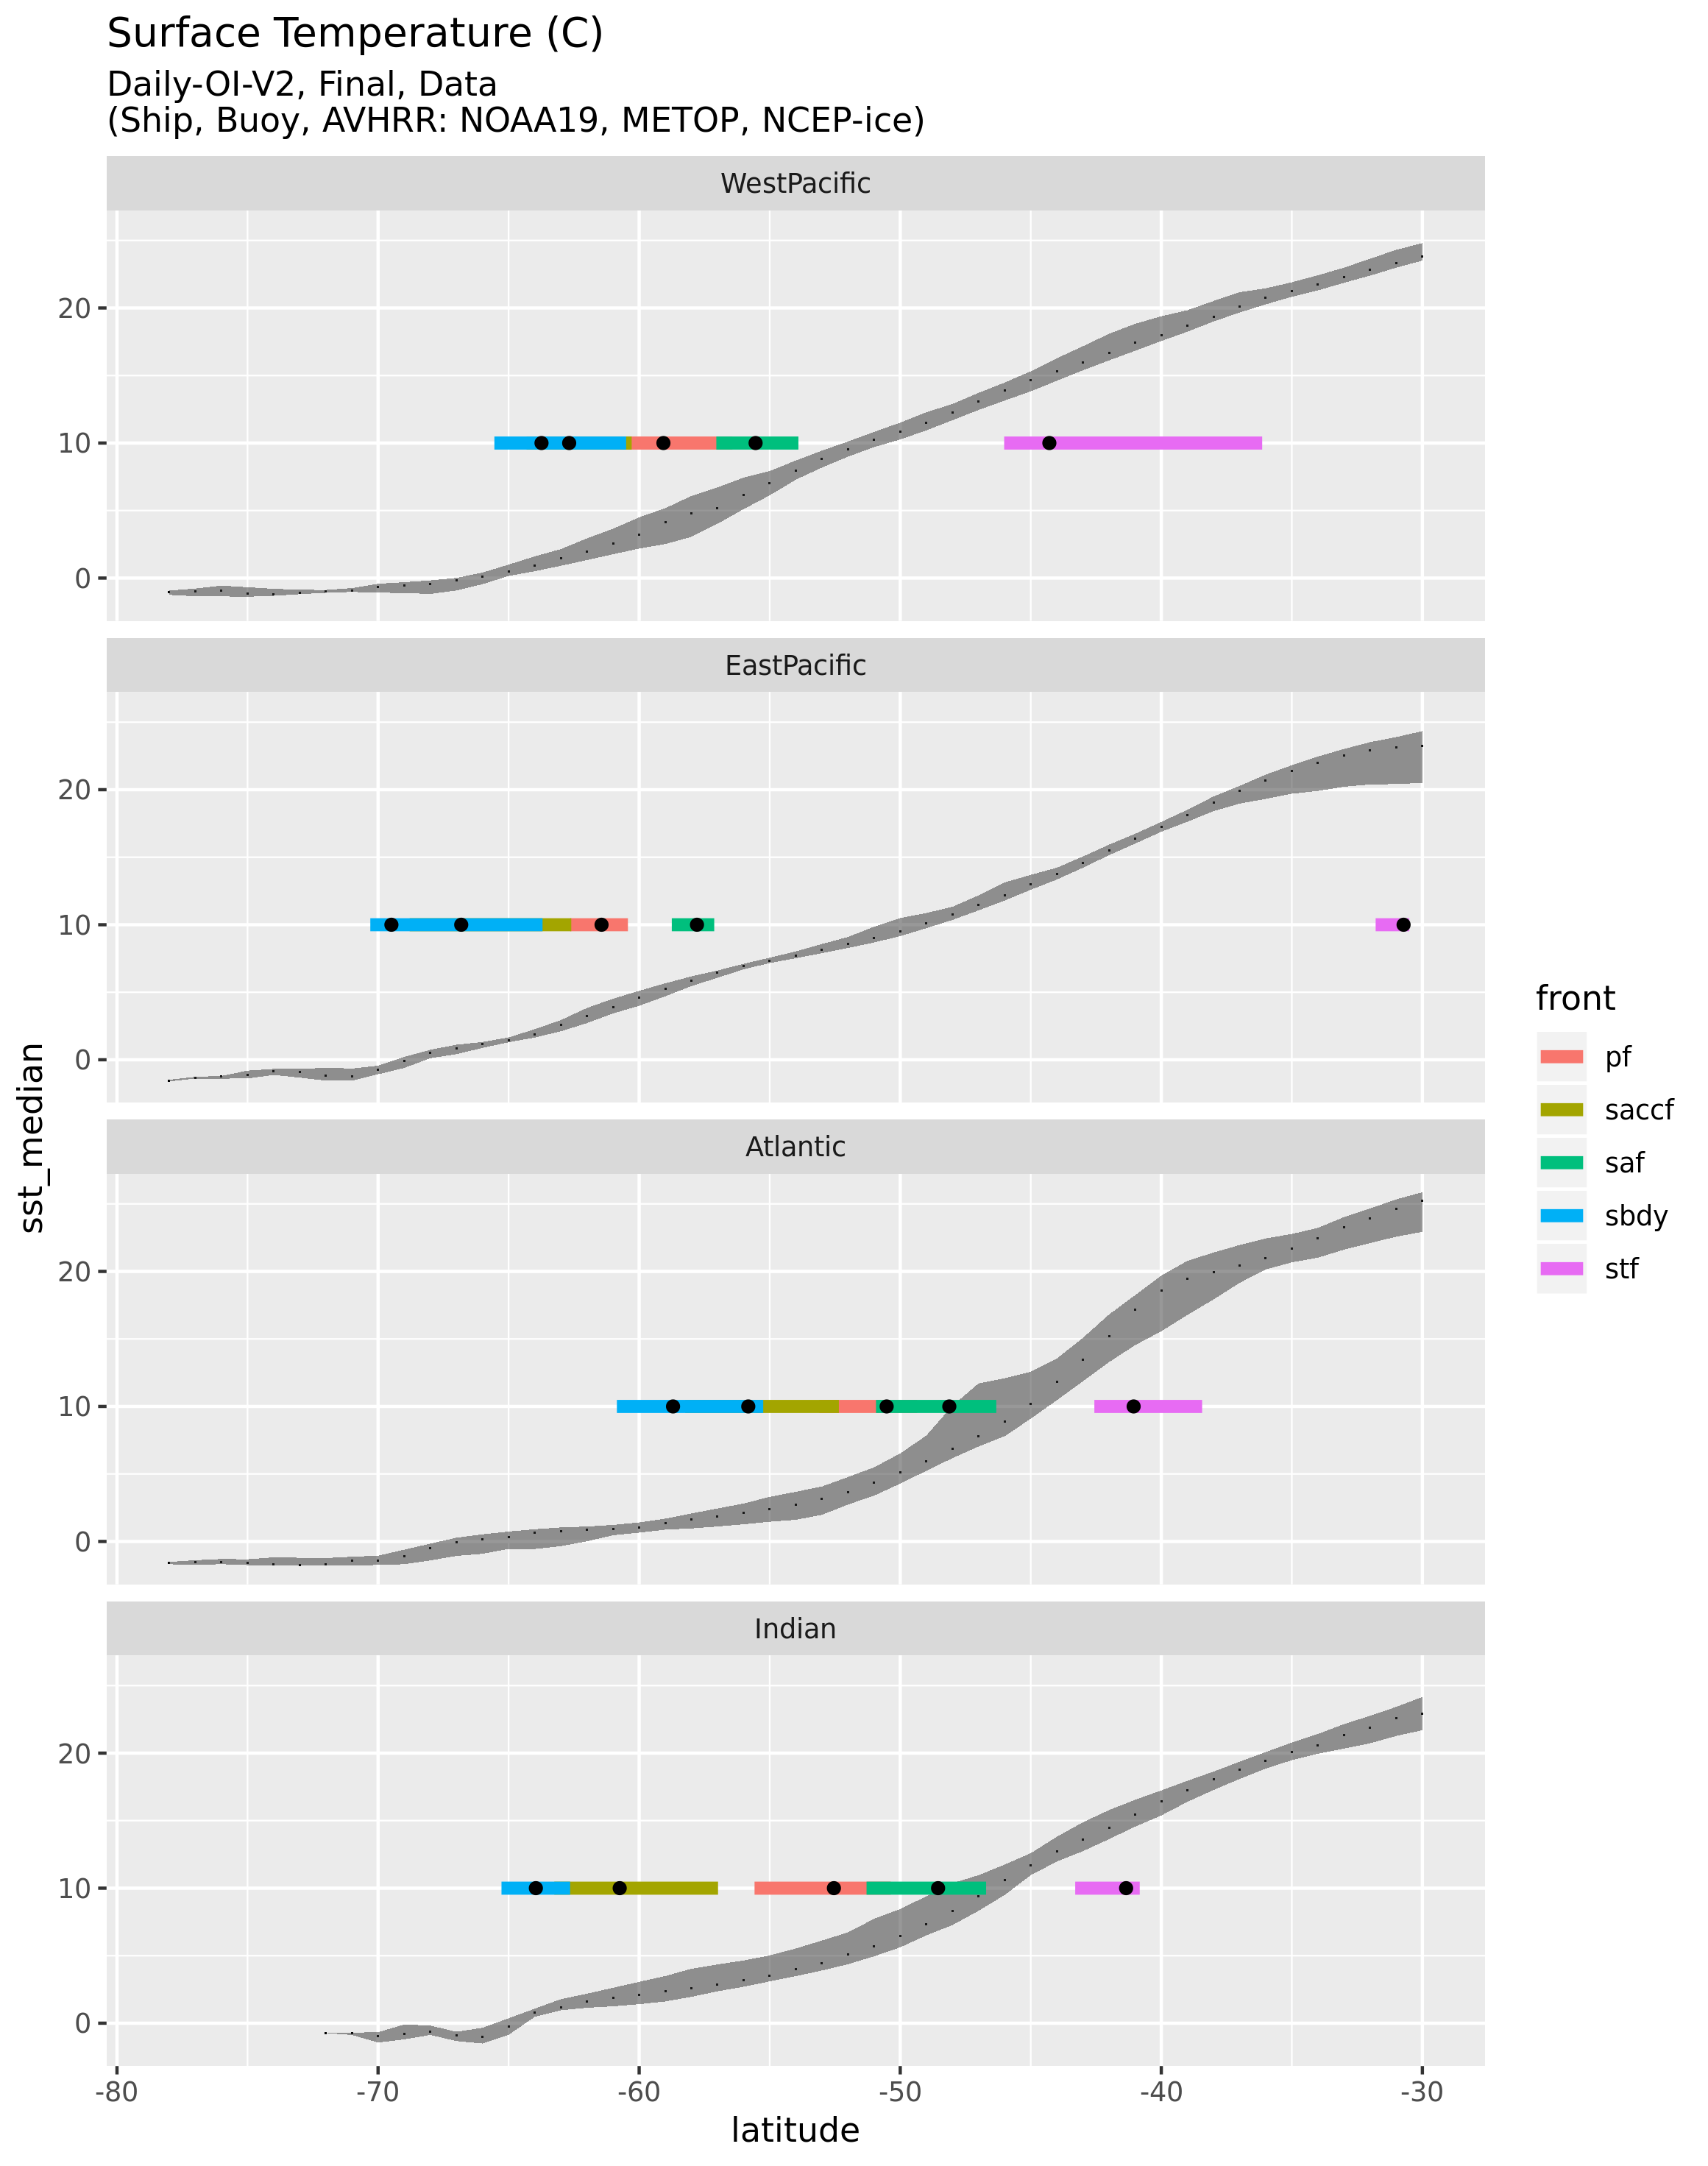 Surface Temperature (C)
Daily-OI-V2, Final, Data
(Ship, Buoy, AVHRR: NOAA19, METOP, NCEP-ice)
WestPacific
20
10
0
EastPacific
20
10
0
Atlantic
20
10
0
Indian
20
10
0
-80 -70 -60 -50 -40 -30
latitude
sst_median
front
pf
saccf
saf
sbdy
stf